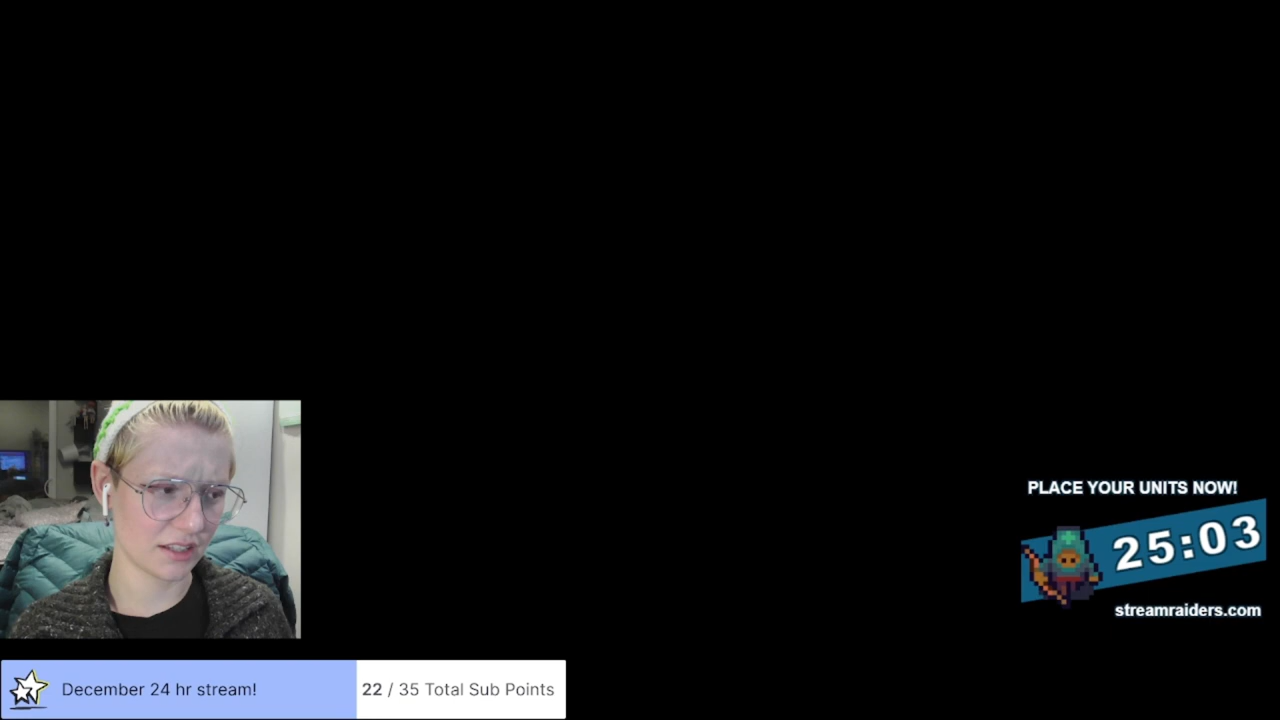 PLACE YOUR UNITS NOW!
25:03
streamraiders.com
December 24 hr stream! 22 / 35 Total Sub Points